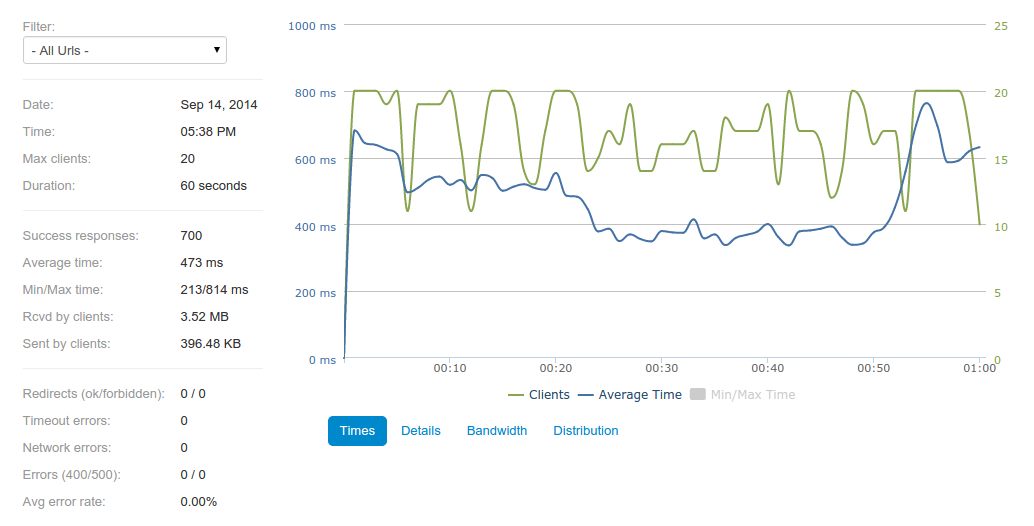 Filter:
- All Urls -
Date: Sep 14, 2014
Time: 05:38 PM
Max clients: 20
Duration: 60 seconds
Success responses: 700
Average time: 473 ms
Min/Max time: 213/814 ms
Rcvd by clients: 3.52 MB
Sent by clients: 396.48 KB
Redirects (ok/forbidden): 0 / 0
Timeout errors: 0
Network errors: 0
Errors (400/500): 0 / 0
Avg error rate: 0.00%
1000 ms 25
800 ms 20
600 ms 15
400 ms 10
200 ms 5
0 ms 0
00:10 00:20 00:30 00:40 00:50 01:00
Clients Average Time Min/Max Time
Times Details Bandwidth Distribution